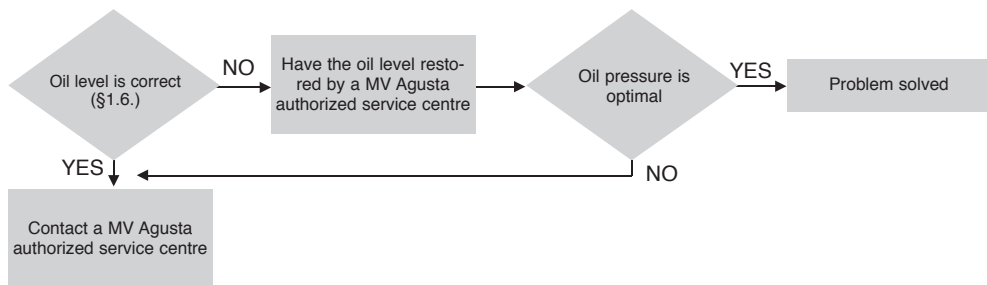 Oil level is correct
(§1.6.)
NO
Have the oil level resto-
red by a MV Agusta
authorized service centre
Oil pressure is
optimal
YES
Problem solved
YES
NO
Contact a MV Agusta
authorized service centre